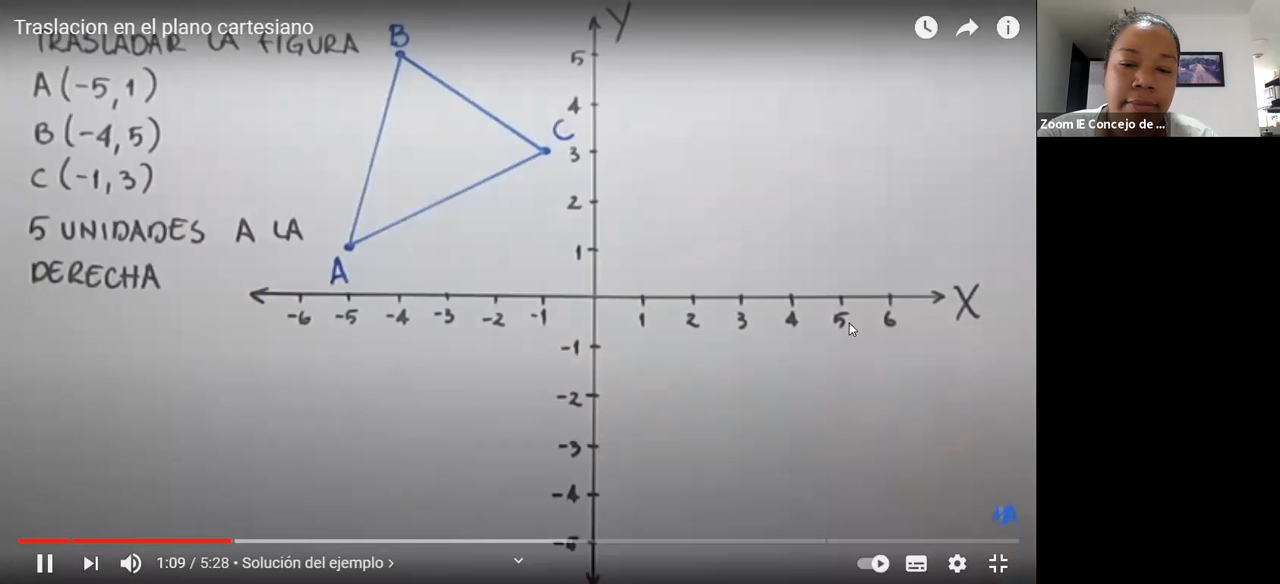 Traslacion en el plano cartesiano
TRASLADAR LA FIGURA
A (-5, 1)
B (-4, 5)
C (-1, 3)
5 UNIDADES A LA
DERECHA
B
C
A
Y
5
4
3
2
1
-6 -5 -4 -3 -2 -1 1 2 3 4 5 6 X
-1
-2
-3
-4
-5
1:09 / 5:28 • Solución del ejemplo ›
Zoom IE Concejo de ...